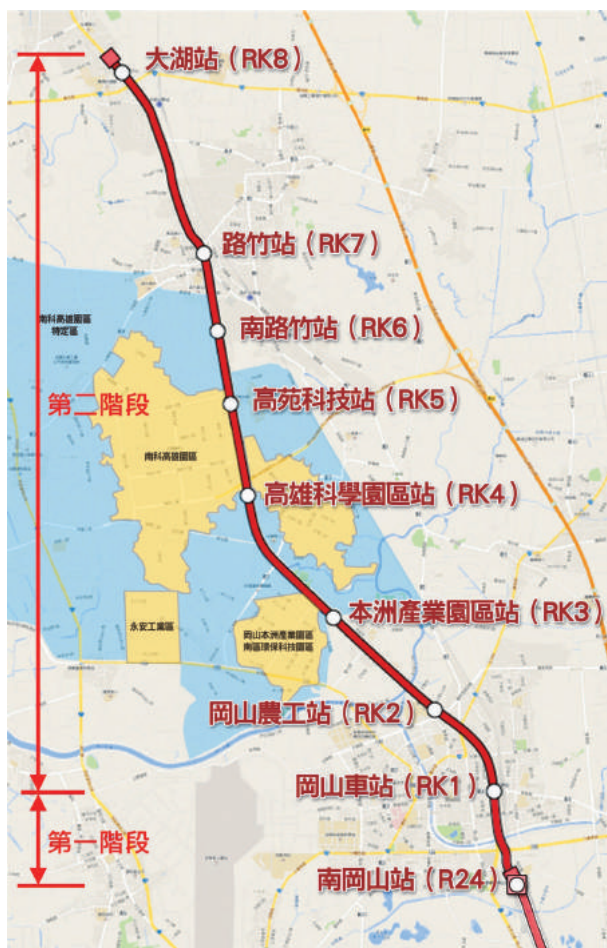 大湖站（RK8）
路竹站（RK7）
南科高雄園區
特定區
南路竹站（RK6）
第二階段
高苑科技站（RK5）
南科高雄園區
高雄科學園區站（RK4）
本洲產業園區站（RK3）
永安工業區
岡山本洲產業園區
南區環保科技園區
岡山農工站（RK2）
岡山車站（RK1）
第一階段
南岡山站（R24）